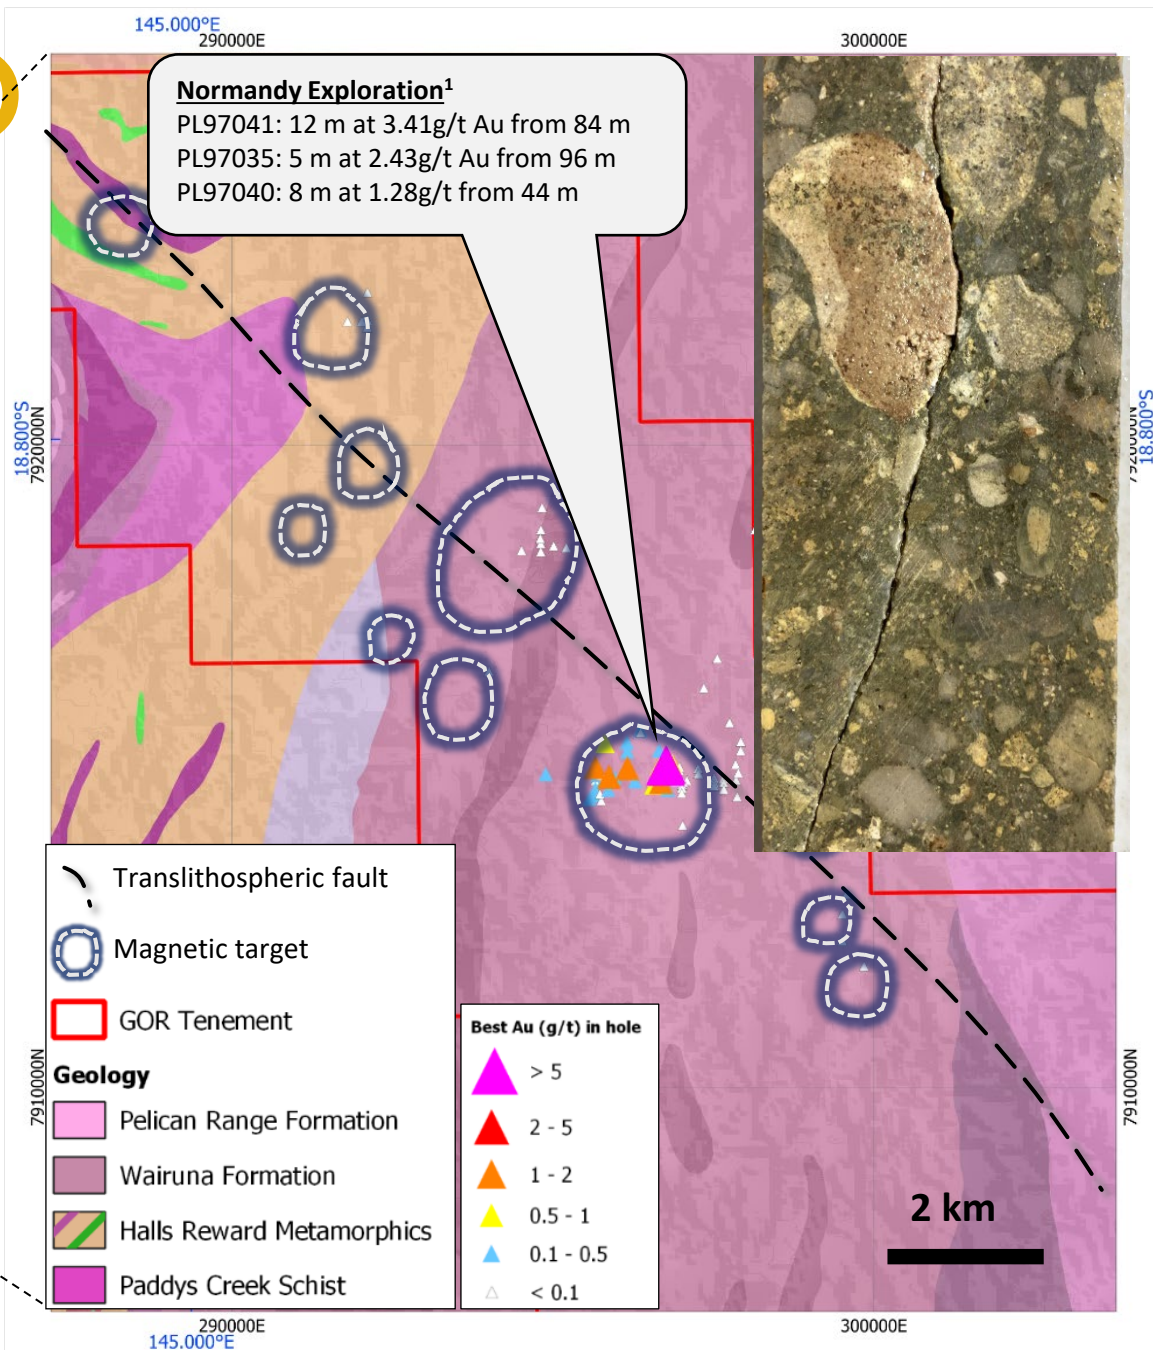 145.000°E
290000E
300000E
Normandy Exploration¹
PL97041: 12 m at 3.41g/t Au from 84 m
PL97035: 5 m at 2.43g/t Au from 96 m
PL97040: 8 m at 1.28g/t from 44 m
18.800°S
7920000N
18.800°S
7910000N
7910000N
Translithospheric fault
Magnetic target
GOR Tenement
Geology
Pelican Range Formation
Wairuna Formation
Halls Reward Metamorphics
Paddys Creek Schist
Best Au (g/t) in hole
> 5
2 - 5
1 - 2
0.5 - 1
0.1 - 0.5
< 0.1
2 km
290000E
300000E
145.000°E